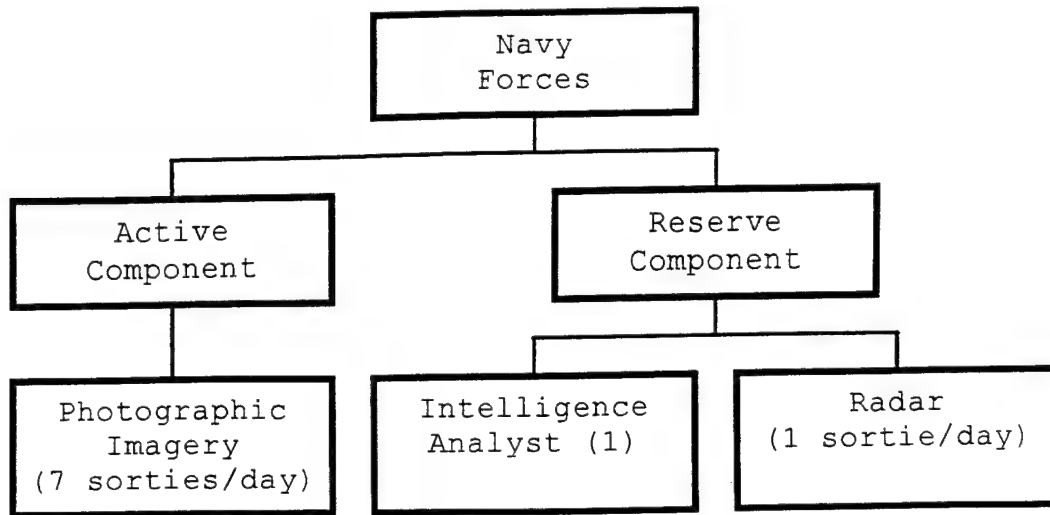 Navy
Forces
Active
Component
Reserve
Component
Photographic
Imagery
(7 sorties/day)
Intelligence
Analyst (1)
Radar
(1 sortie/day)